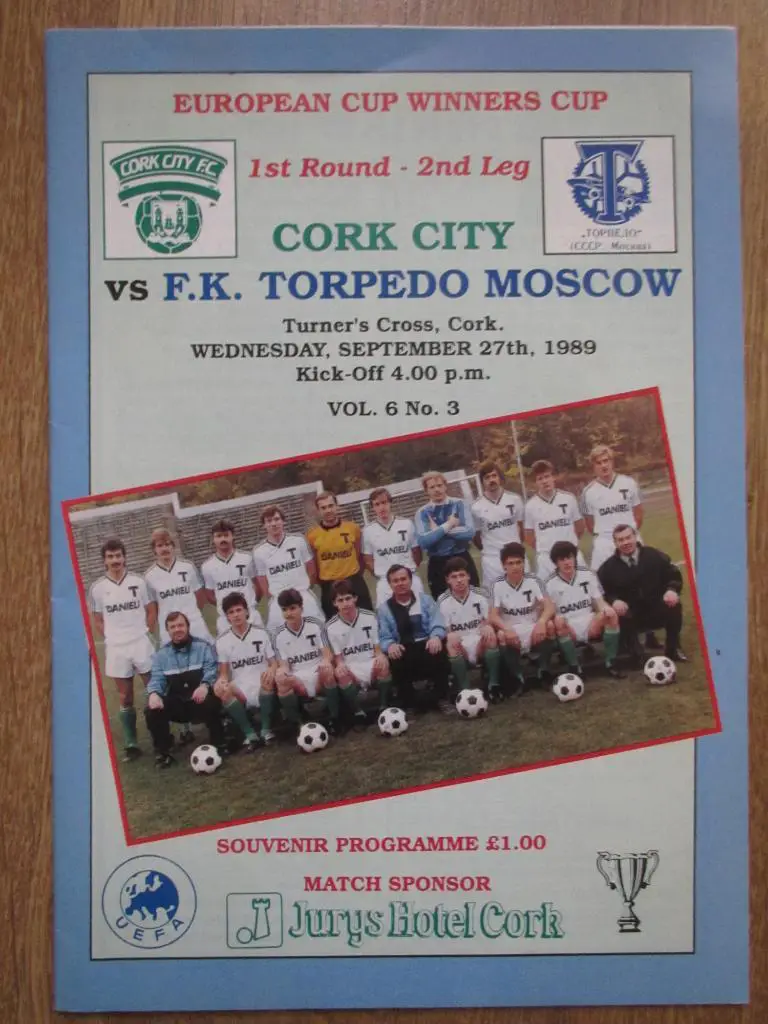 EUROPEAN CUP WINNERS CUP
CORK CITY F.C.
1st Round - 2nd Leg
T
„ТОРПЕДО“
(СССР Москва)
CORK CITY
vs F.K. TORPEDO MOSCOW
Turner's Cross, Cork.
WEDNESDAY, SEPTEMBER 27th, 1989
Kick-Off 4.00 p.m.
VOL. 6 No. 3
T
DANIELI
SOUVENIR PROGRAMME £1.00
MATCH SPONSOR
UEFA
Jurys Hotel Cork